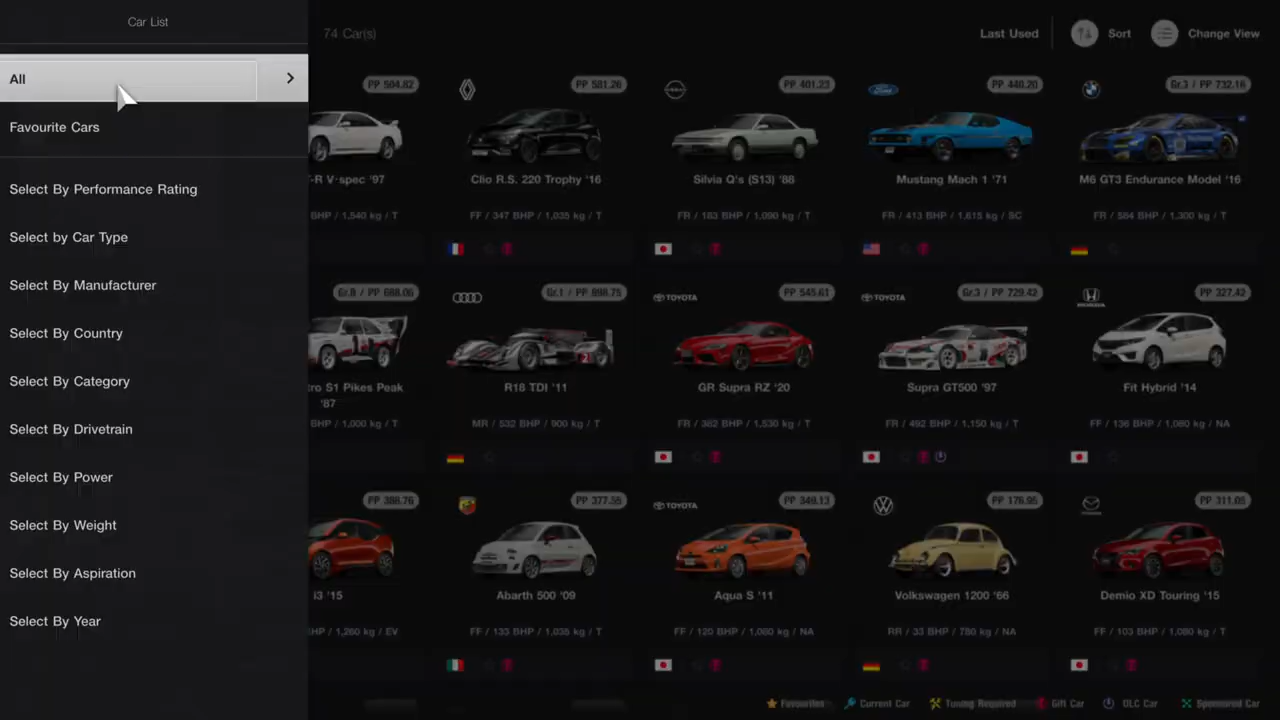 Car List
74 Car(s)
Last Used
Sort
Change View
All
Favourite Cars
Select By Performance Rating
Select by Car Type
Select By Manufacturer
Select By Country
Select By Category
Select By Drivetrain
Select By Power
Select By Weight
Select By Aspiration
Select By Year
PP 504.82
PP 581.26
PP 401.23
PP 440.20
Gr.3 / PP 732.16
T-R V·spec '97
Clio R.S. 220 Trophy '16
Silvia Q's (S13) '88
Mustang Mach 1 '71
M6 GT3 Endurance Model '16
BHP / 1,540 kg / T
FF / 347 BHP / 1,035 kg / T
FR / 183 BHP / 1,090 kg / T
FR / 413 BHP / 1,615 kg / SC
FR / 584 BHP / 1,300 kg / T
Gr.B / PP 688.06
Gr.1 / PP 898.75
TOYOTA
PP 545.61
TOYOTA
Gr.3 / PP 729.42
HONDA
PP 327.42
tro S1 Pikes Peak
'87
R18 TDI '11
GR Supra RZ '20
Supra GT500 '97
Fit Hybrid '14
BHP / 1,000 kg / T
MR / 532 BHP / 900 kg / T
FR / 382 BHP / 1,530 kg / T
FR / 492 BHP / 1,150 kg / T
FF / 136 BHP / 1,080 kg / NA
PP 388.76
PP 377.55
TOYOTA
PP 349.13
PP 178.95
PP 311.05
i3 '15
Abarth 500 '09
Aqua S '11
Volkswagen 1200 '66
Demio XD Touring '15
BHP / 1,260 kg / EV
FF / 133 BHP / 1,035 kg / T
FF / 120 BHP / 1,080 kg / NA
RR / 33 BHP / 780 kg / NA
FF / 103 BHP / 1,080 kg / T
Favourites
Current Car
Tuning Required
Gift Car
DLC Car
Sponsored Car